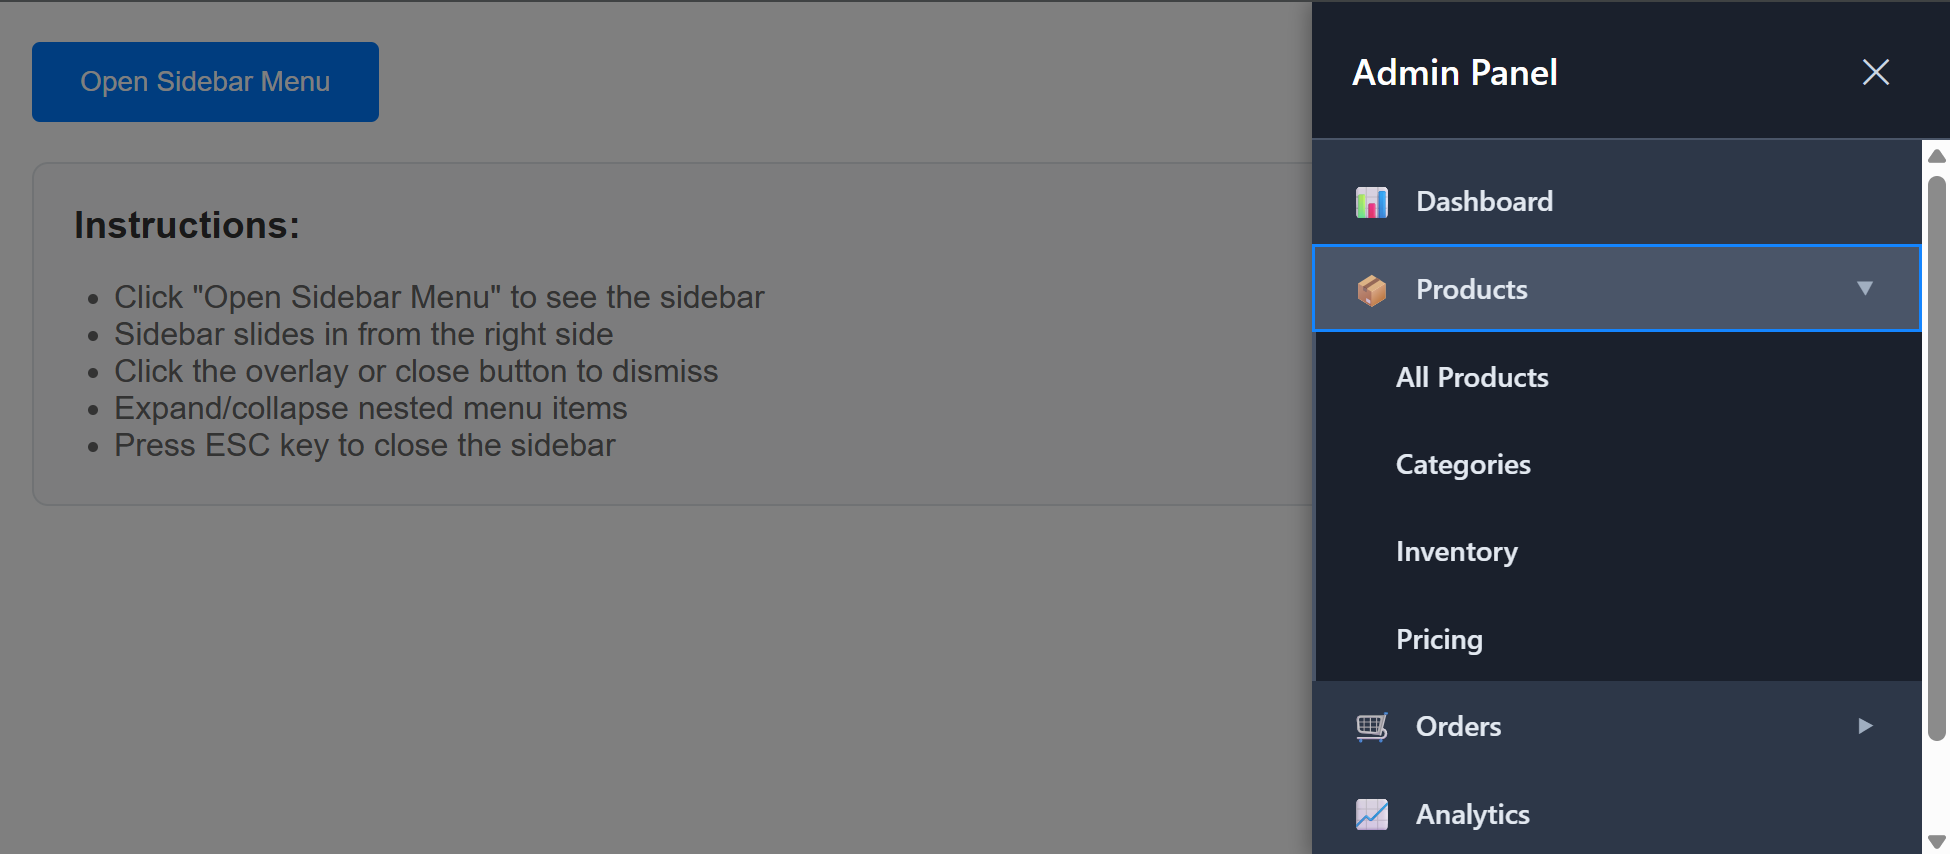 Open Sidebar Menu
Instructions:
Click "Open Sidebar Menu" to see the sidebar
Sidebar slides in from the right side
Click the overlay or close button to dismiss
Expand/collapse nested menu items
Press ESC key to close the sidebar
Admin Panel
Dashboard
Products
All Products
Categories
Inventory
Pricing
Orders
Analytics